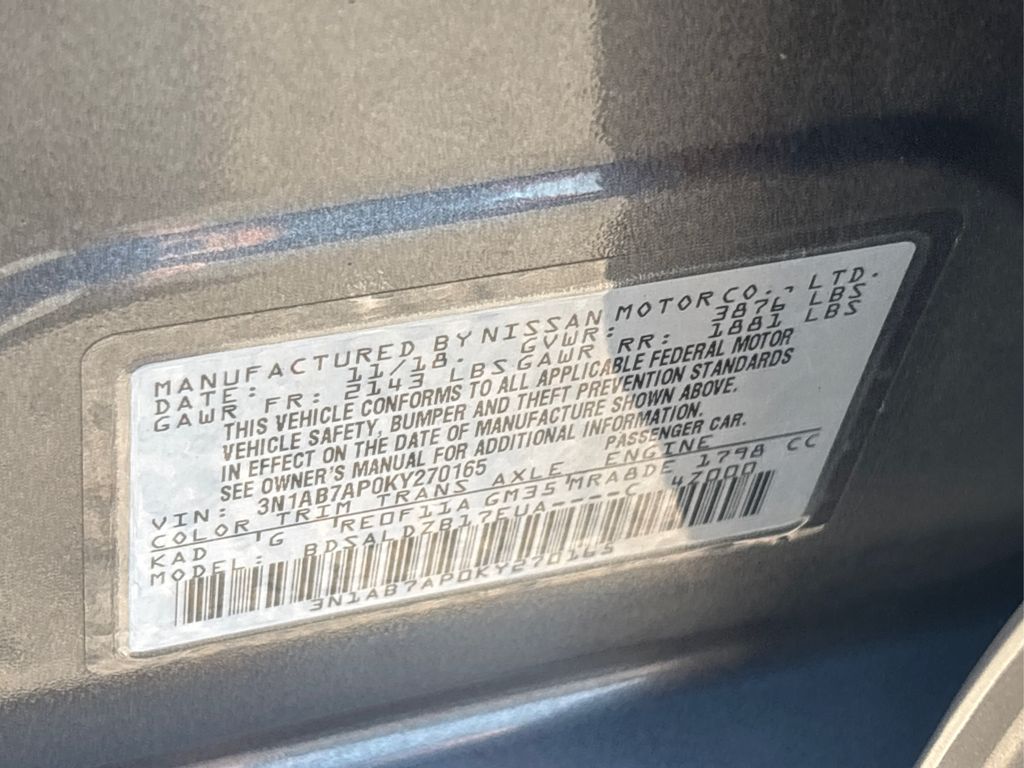 MANUFACTURED BY NISSAN MOTOR CO., LTD.
DATE: 11/18. GVWR: 3876 LBS
GAWR FR: 2143 LBS GAWR RR: 1881 LBS
THIS VEHICLE CONFORMS TO ALL APPLICABLE FEDERAL MOTOR
VEHICLE SAFETY, BUMPER AND THEFT PREVENTION STANDARDS
IN EFFECT ON THE DATE OF MANUFACTURE SHOWN ABOVE.
SEE OWNER'S MANUAL FOR ADDITIONAL INFORMATION.
VIN: 3N1AB7AP0KY270165 PASSENGER CAR.
COLOR TRIM TRANS AXLE ENGINE
KAD G RE0F11A GM35 MRA8DE 1798 CC
MODEL: BDSALDZB17EUA----C 47000
3N1AB7AP0KY270165